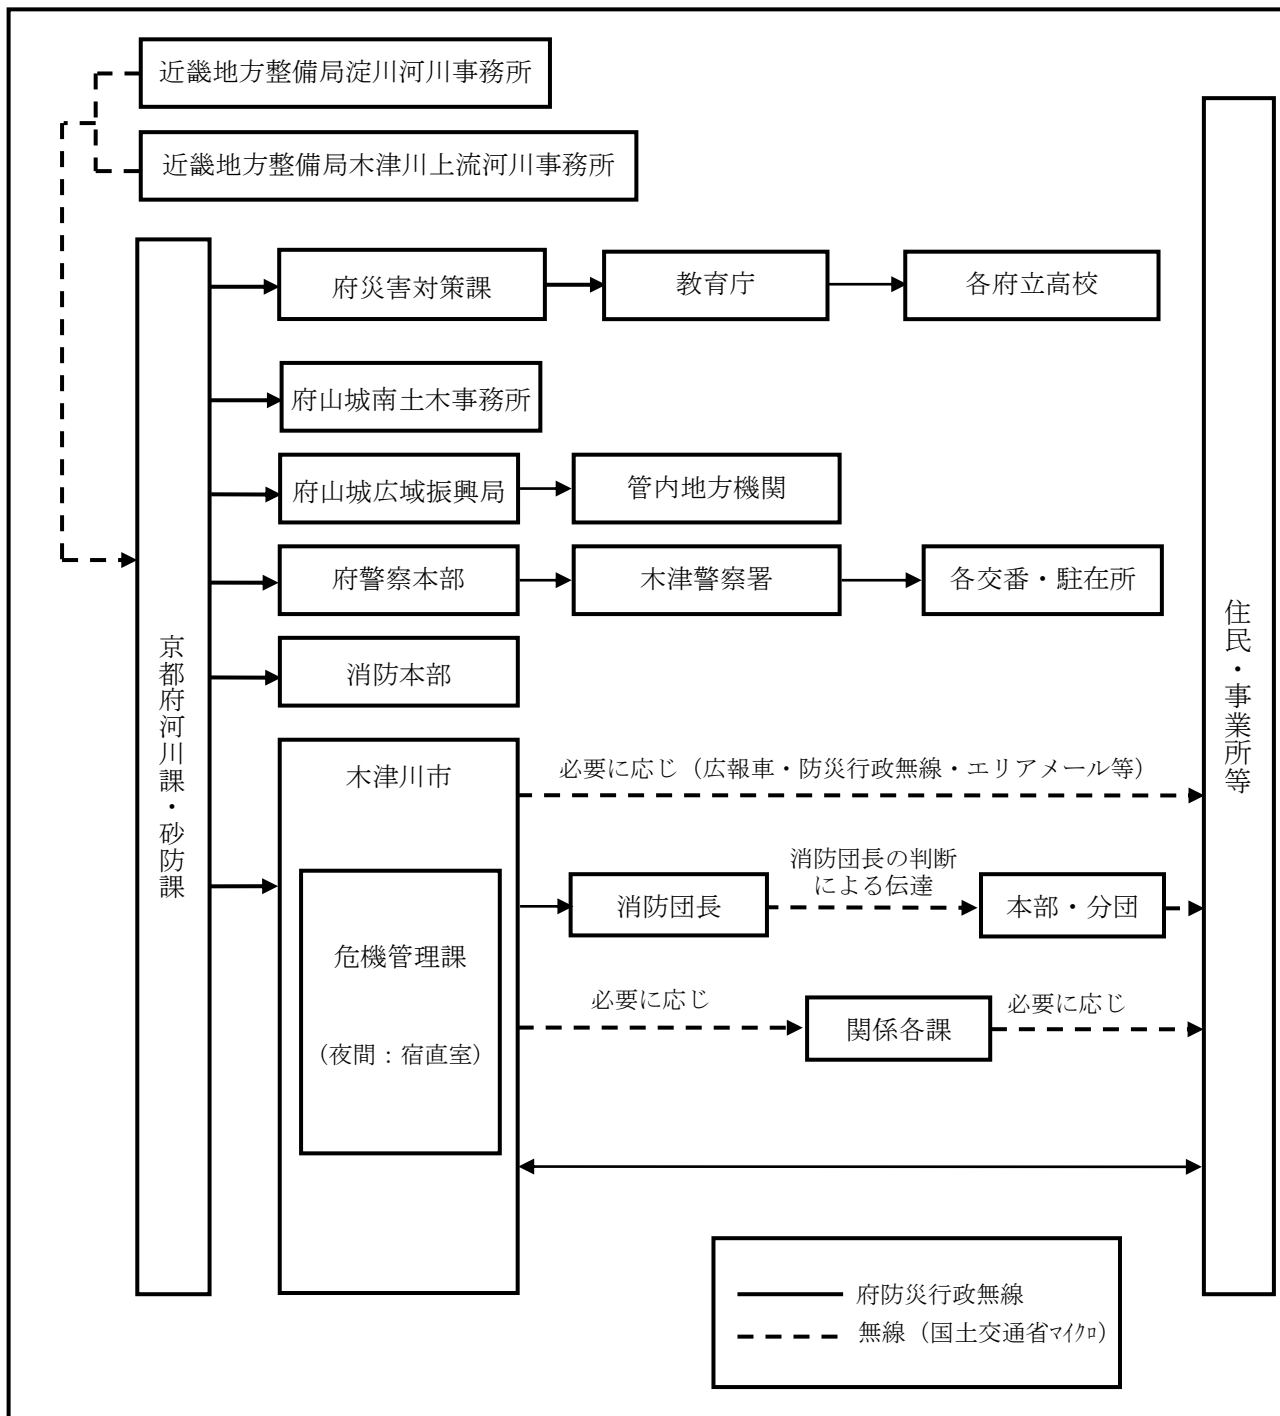 近畿地方整備局淀川河川事務所
近畿地方整備局木津川上流河川事務所
京都府河川課・砂防課
府災害対策課
教育庁
各府立高校
府山城南土木事務所
府山城広域振興局
管内地方機関
府警察本部
木津警察署
各交番・駐在所
消防本部
木津川市
危機管理課
（夜間：宿直室）
必要に応じ（広報車・防災行政無線・エリアメール等）
消防団長
消防団長の判断
による伝達
本部・分団
必要に応じ
関係各課
必要に応じ
住民・事業所等
府防災行政無線
無線（国土交通省ﾏｲｸﾛ）